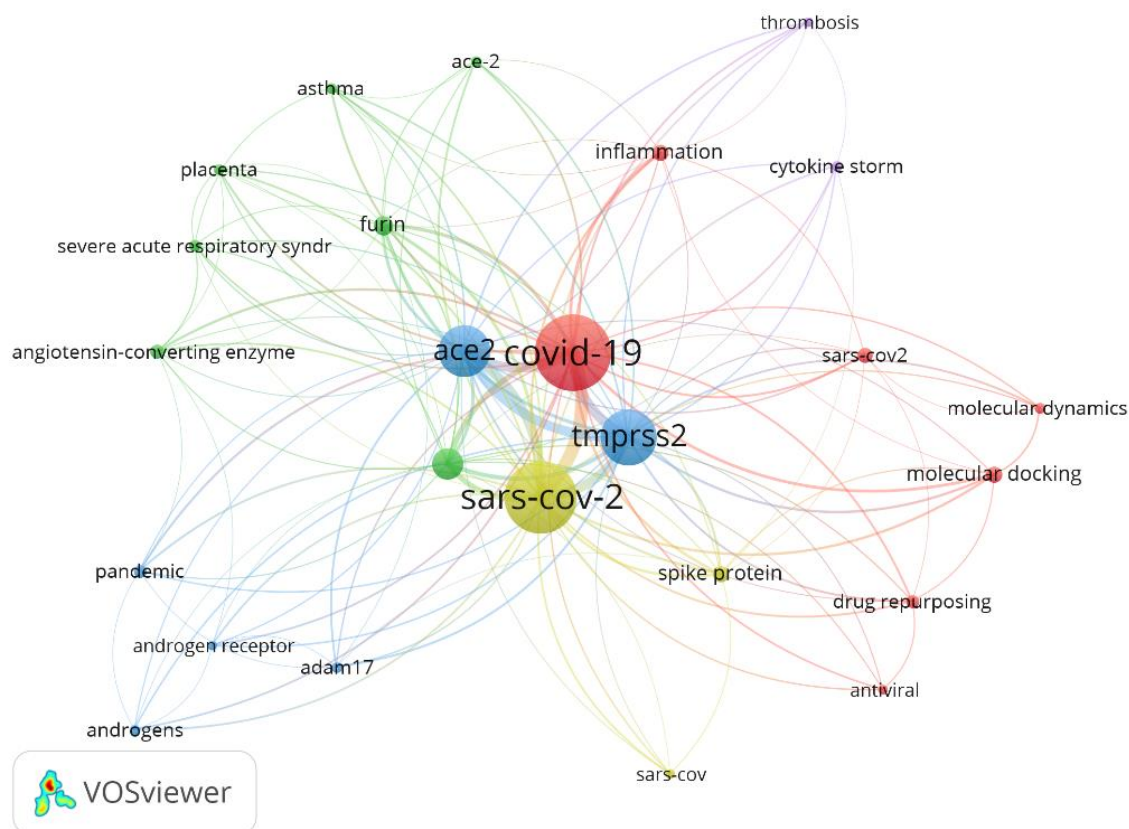 thrombosis
ace-2
asthma
inflammation
cytokine storm
placenta
furin
severe acute respiratory syndr
ace2
covid-19
angiotensin-converting enzyme
sars-cov2
molecular dynamics
tmprss2
molecular docking
sars-cov-2
pandemic
spike protein
drug repurposing
androgen receptor
adam17
antiviral
androgens
sars-cov
VOSviewer